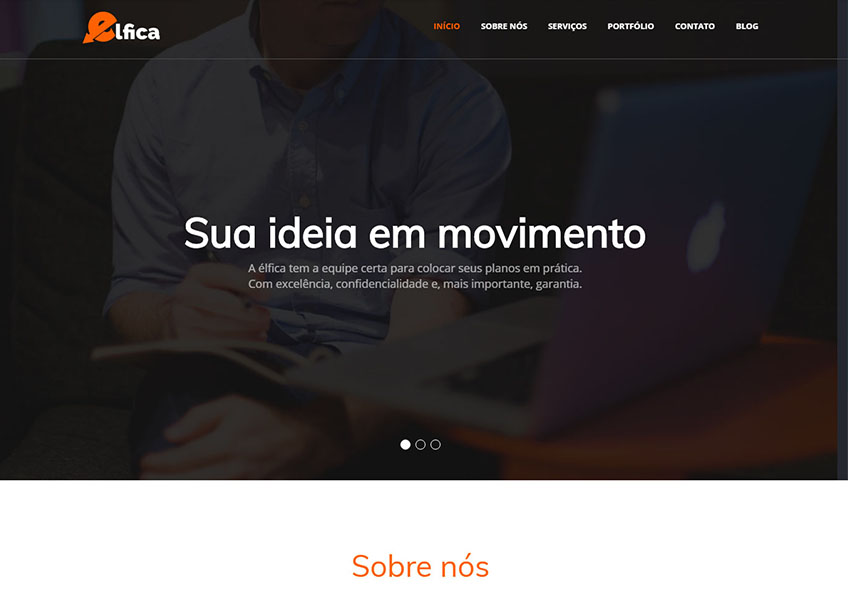 élfica
INÍCIO SOBRE NÓS SERVIÇOS PORTFÓLIO CONTATO BLOG
Sua ideia em movimento
A élfica tem a equipe certa para colocar seus planos em prática.
Com excelência, confidencialidade e, mais importante, garantia.
Sobre nós